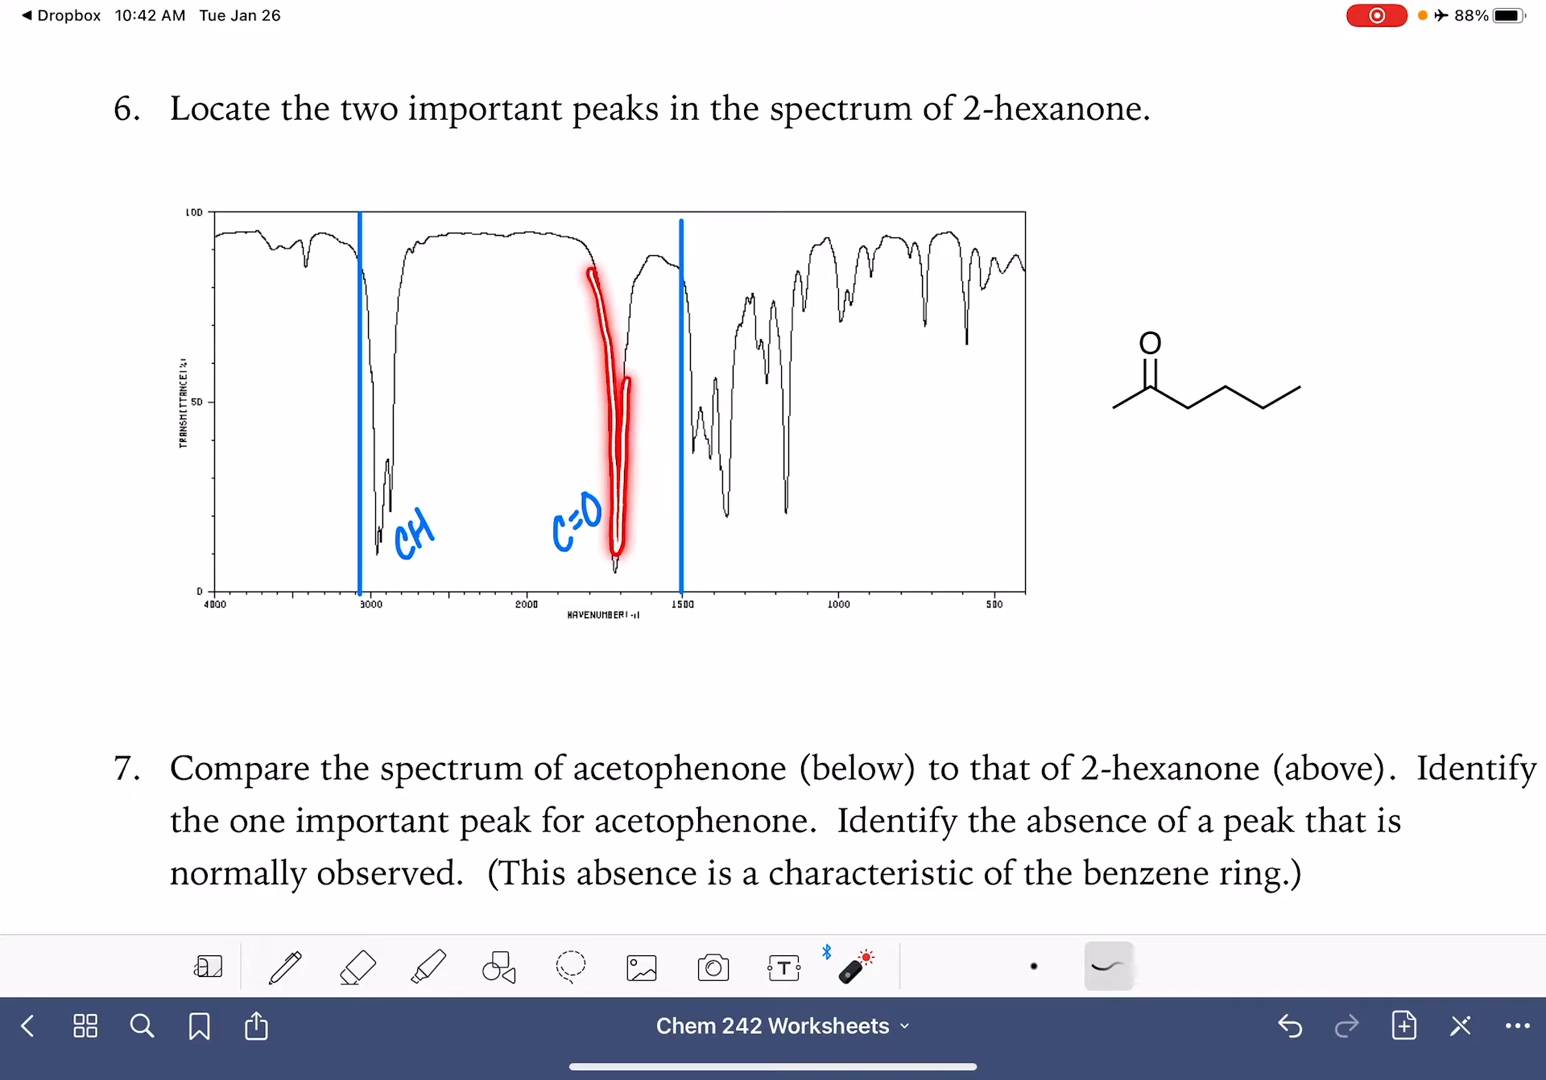 ◀ Dropbox 10:42 AM Tue Jan 26
88%
6. Locate the two important peaks in the spectrum of 2-hexanone.
100
TRANSMITTANCE[%]
50
0
CH
C=O
4000 3000 2000 1500 1000 500
O
7. Compare the spectrum of acetophenone (below) to that of 2-hexanone (above). Identify
the one important peak for acetophenone. Identify the absence of a peak that is
normally observed. (This absence is a characteristic of the benzene ring.)
T
Chem 242 Worksheets